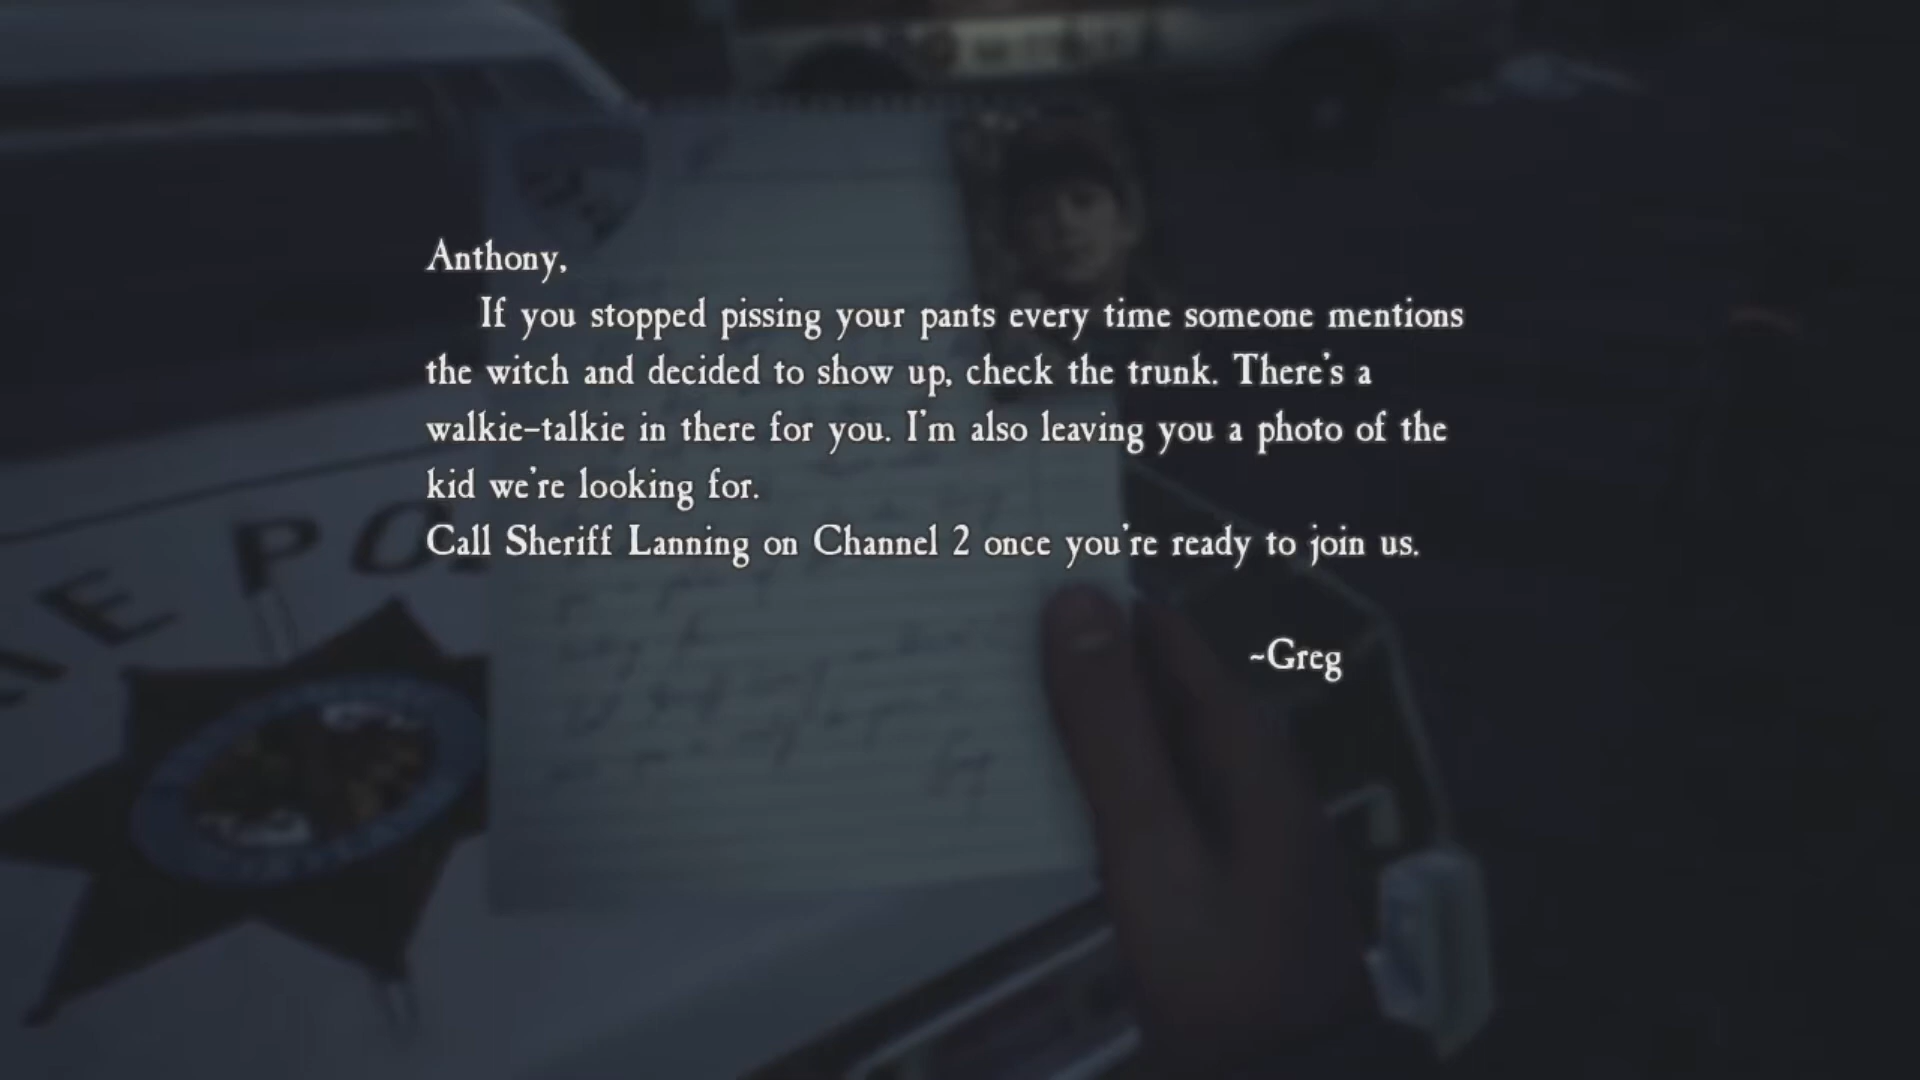 Anthony,
If you stopped pissing your pants every time someone mentions
the witch and decided to show up, check the trunk. There's a
walkie-talkie in there for you. I'm also leaving you a photo of the
kid we're looking for.
Call Sheriff Lanning on Channel 2 once you're ready to join us.
~Greg